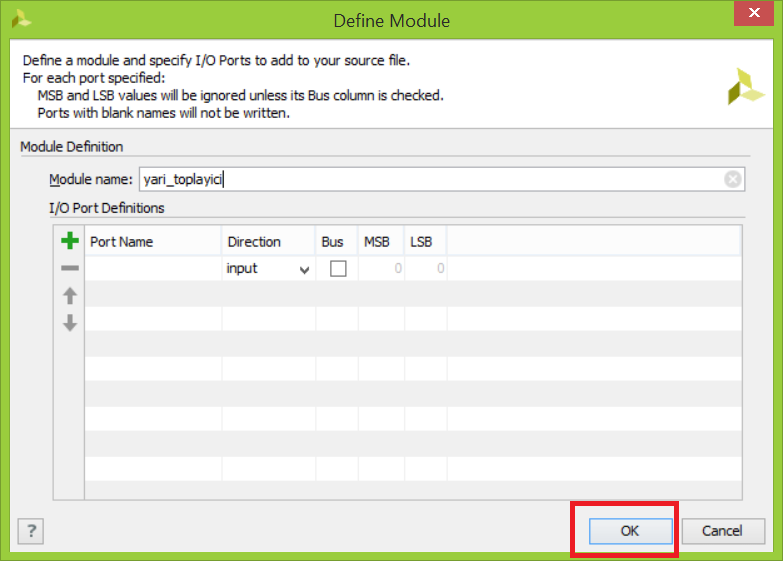 Define Module
Define a module and specify I/O Ports to add to your source file.
For each port specified:
MSB and LSB values will be ignored unless its Bus column is checked.
Ports with blank names will not be written.
Module Definition
Module name: yari_toplayici
I/O Port Definitions
Port Name Direction Bus MSB LSB
input 0 0
? OK Cancel